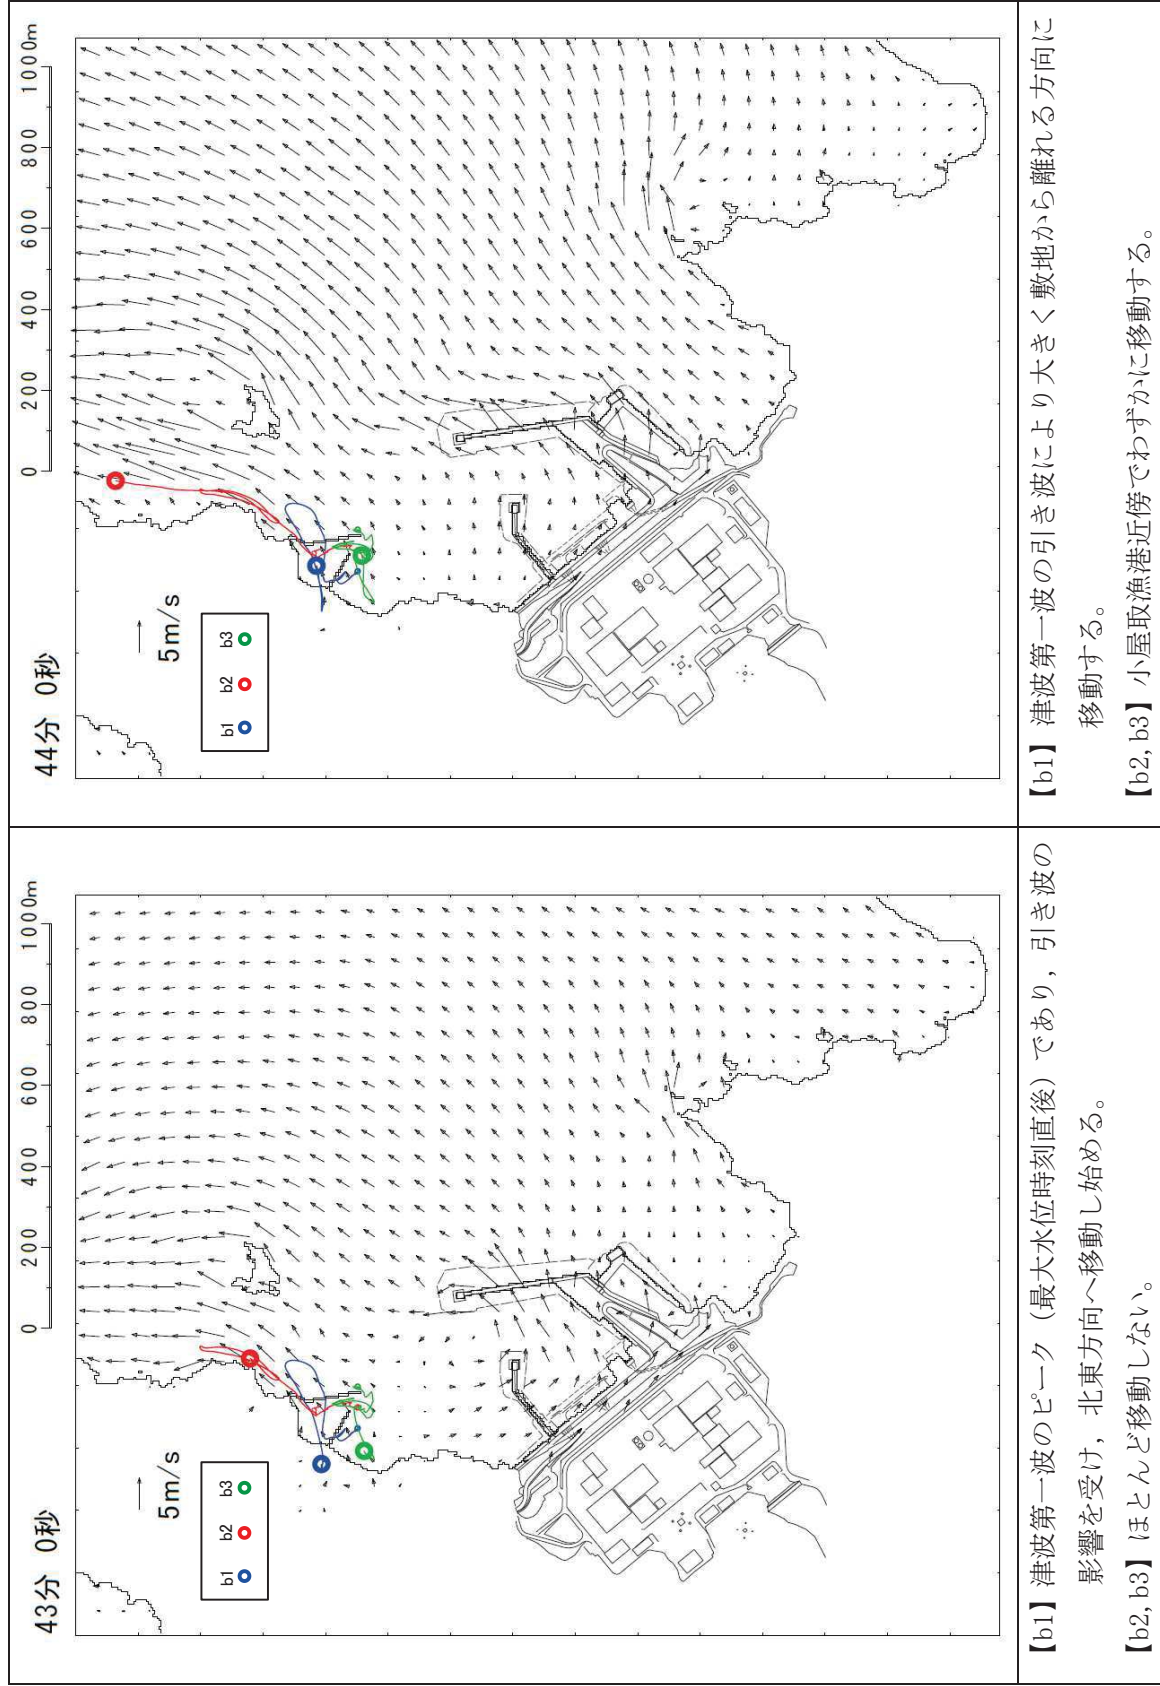 43分 0秒
0 200 400 600 800 1000m
5m/s
b1 b2 b3
【b1】津波第一波のピーク（最大水位時刻直後）であり，引き波の
影響を受け，北東方向へ移動し始める。
【b2,b3】ほとんど移動しない。
44分 0秒
0 200 400 600 800 1000m
5m/s
b1 b2 b3
【b1】津波第一波の引き波により大きく敷地から離れる方向に
移動する。
【b2,b3】小屋取漁港近傍でわずかに移動する。